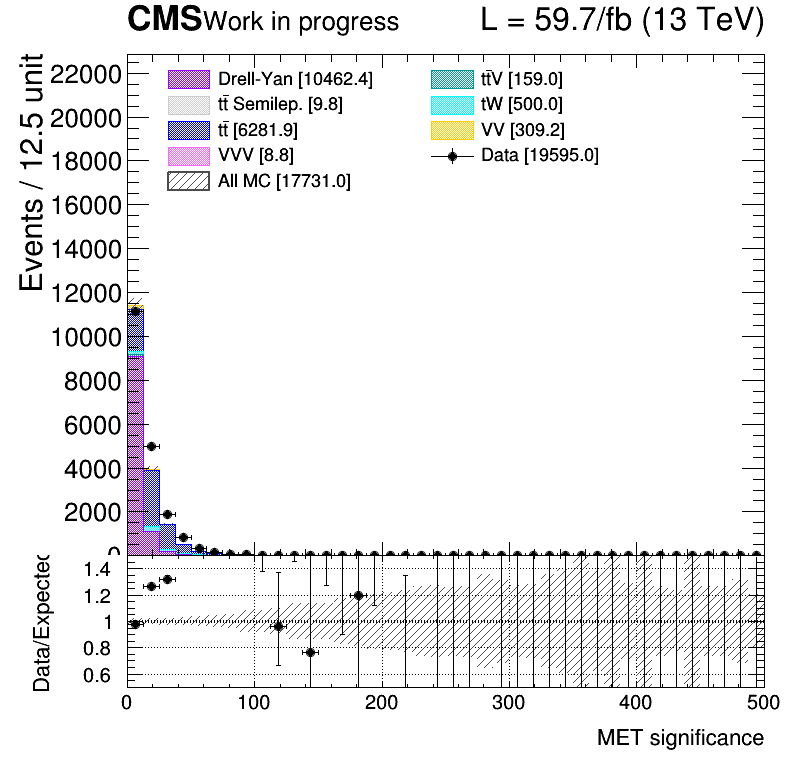 CMS Work in progress L = 59.7/fb (13 TeV)
Events / 12.5 unit
22000
20000
18000
16000
14000
12000
10000
8000
6000
4000
2000
0
Drell-Yan [10462.4]
tt̄ Semilep. [9.8]
tt̄ [6281.9]
VVV [8.8]
All MC [17731.0]
tt̄V [159.0]
tW [500.0]
VV [309.2]
Data [19595.0]
Data/Expected
1.4
1.2
1
0.8
0.6
0 100 200 300 400 500
MET significance